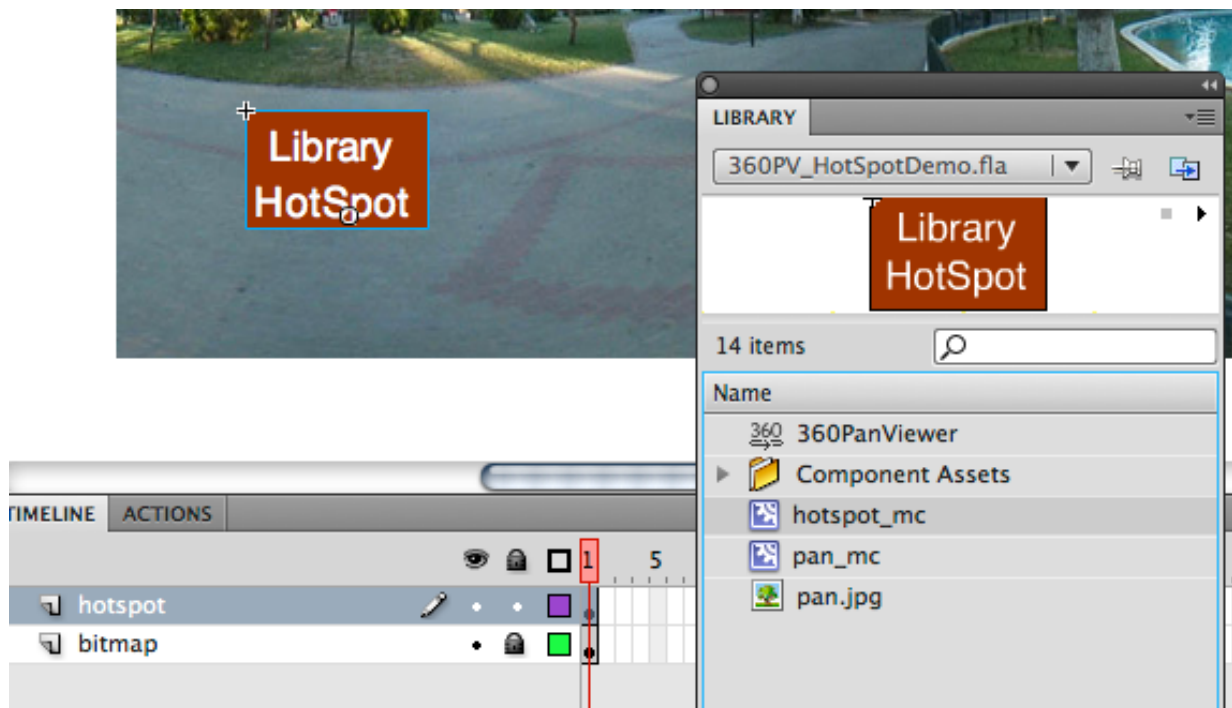 Library
HotSpot
LIBRARY
360PV_HotSpotDemo.fla
Library
HotSpot
14 items
Name
360 360PanViewer
Component Assets
hotspot_mc
pan_mc
pan.jpg
TIMELINE ACTIONS
1 5
hotspot
bitmap